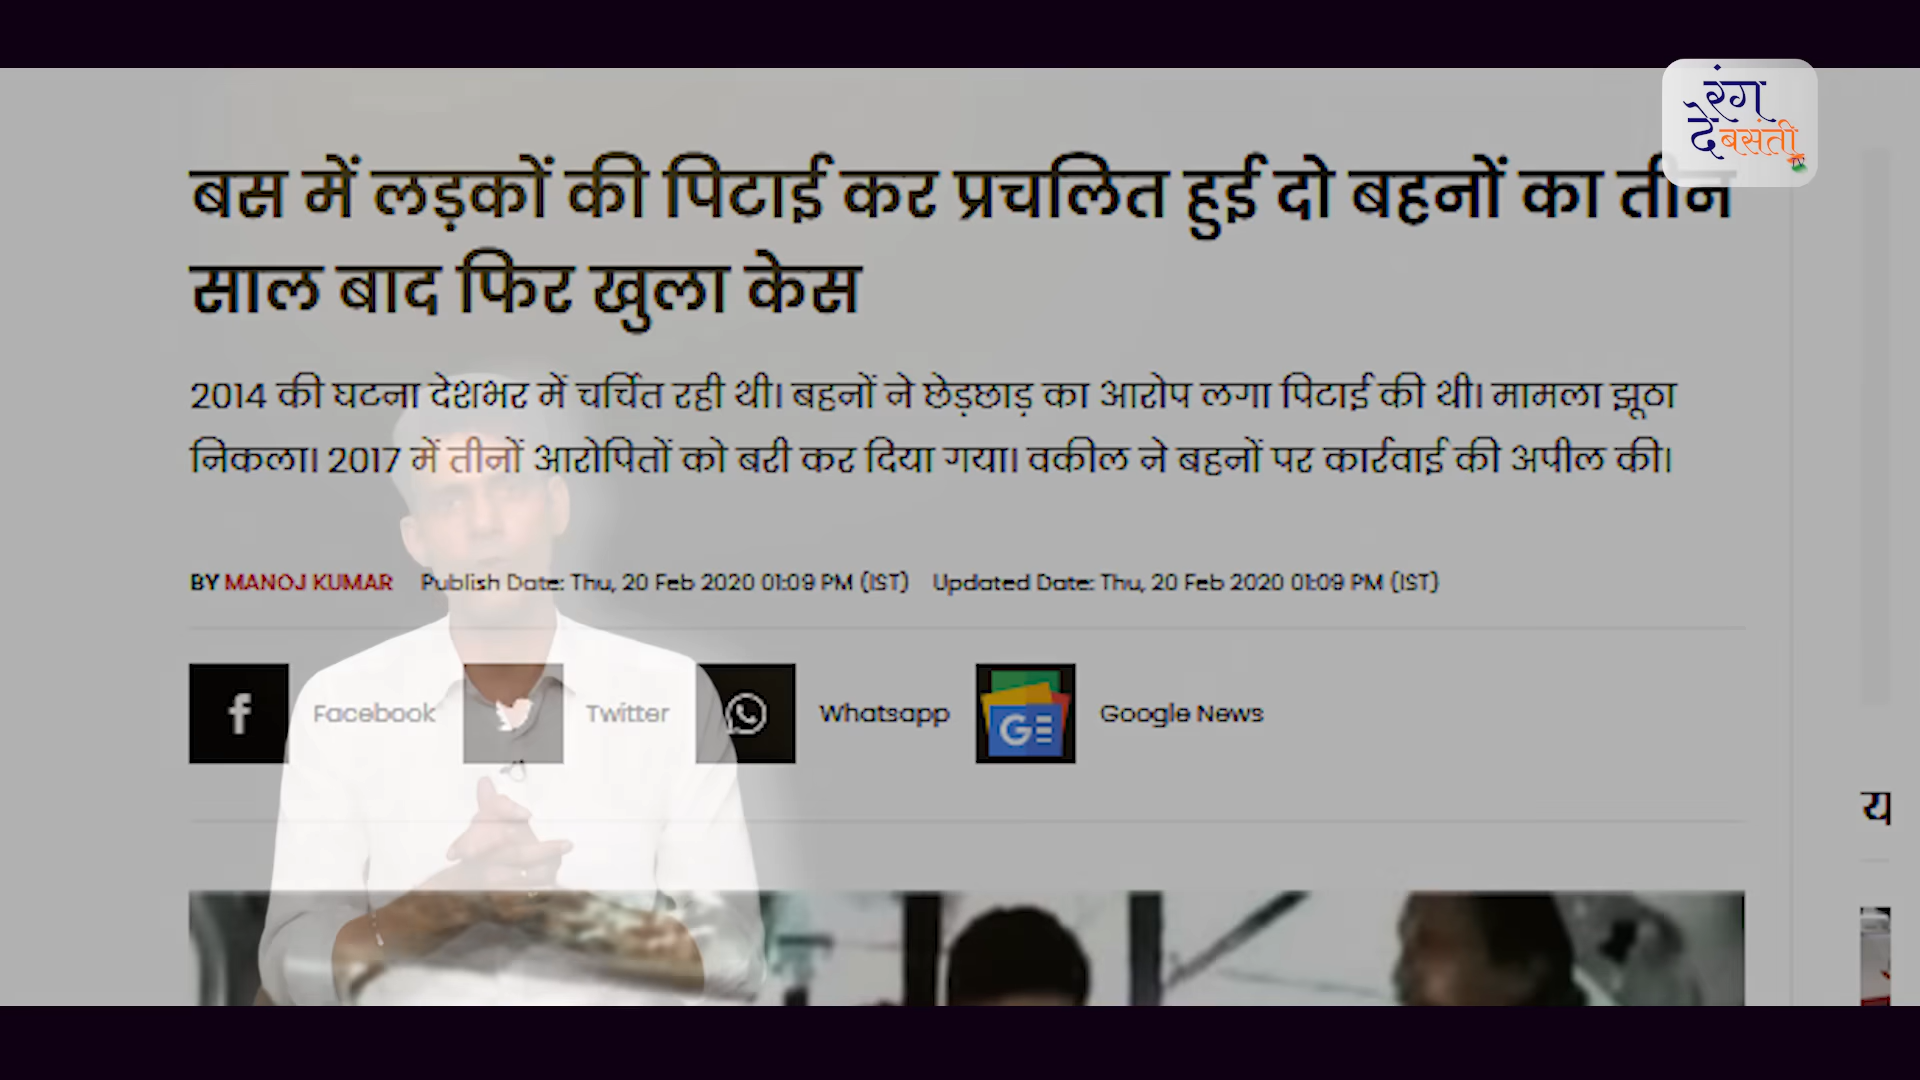 रंग
दे बसंती
बस में लड़कों की पिटाई कर प्रचलित हुई दो बहनों का तीन
साल बाद फिर खुला केस
2014 की घटना देशभर में चर्चित रही थी। बहनों ने छेड़छाड़ का आरोप लगा पिटाई की थी। मामला झूठा
निकला। 2017 में तीनों आरोपितों को बरी कर दिया गया। वकील ने बहनों पर कार्रवाई की अपील की।
BY MANOJ KUMAR Publish Date: Thu, 20 Feb 2020 01:09 PM (IST) Updated Date: Thu, 20 Feb 2020 01:09 PM (IST)
Facebook Twitter Whatsapp Google News
य